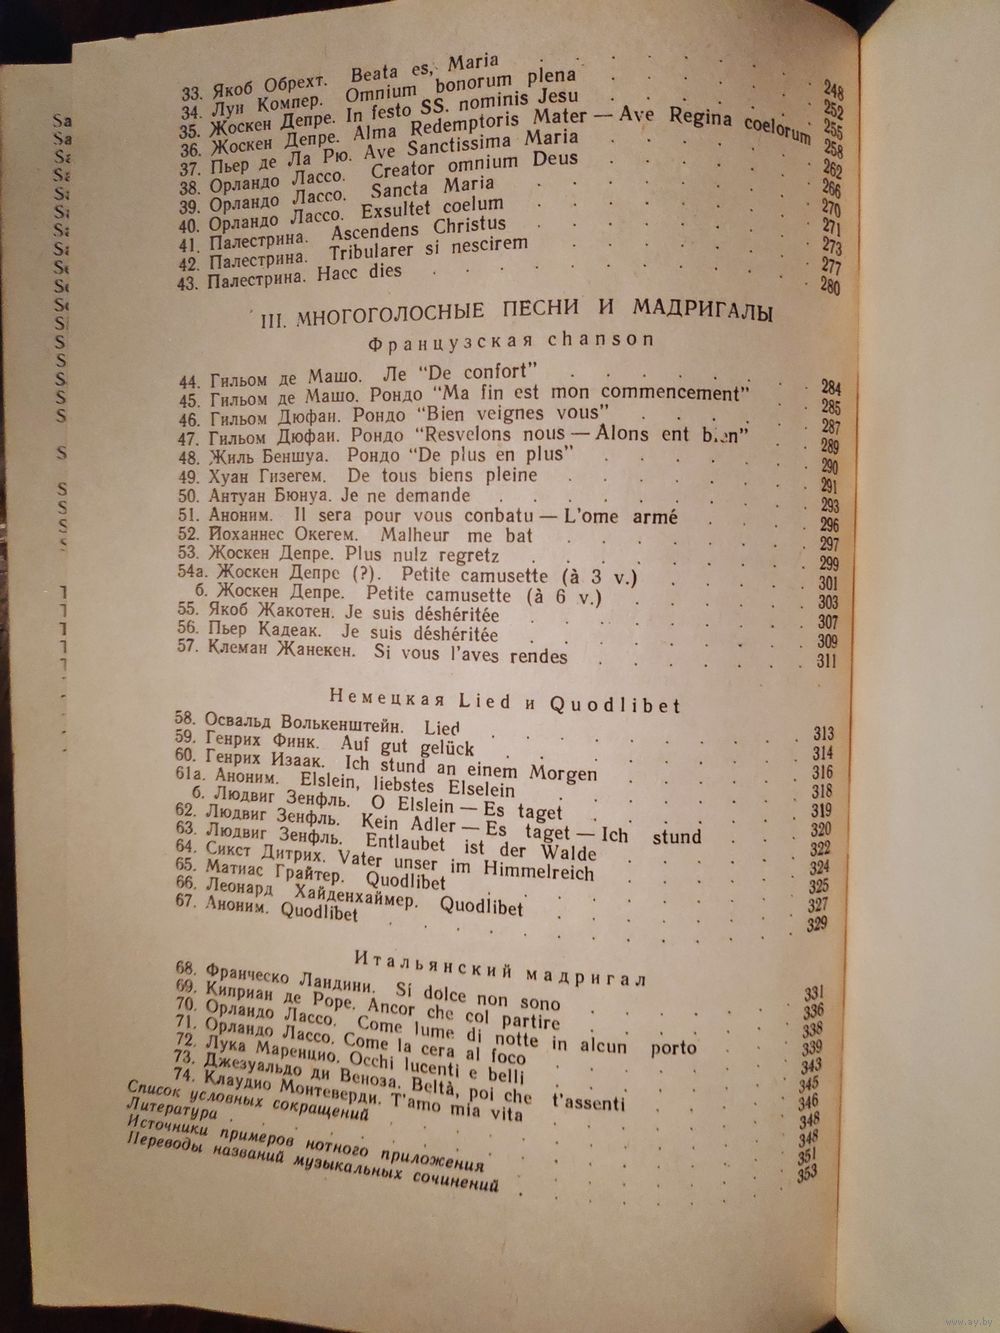 33. Якоб Обрехт. Beata es, Maria . . . . . . 248
34. Луи Компер. Omnium bonorum plena . . . . . 252
35. Жоскен Депре. In festo SS. nominis Jesu . . . . . 255
36. Жоскен Депре. Alma Redemptoris Mater — Ave Regina coelorum 258
37. Пьер де Ла Рю. Ave Sanctissima Maria . . . . . 262
38. Орландо Лассо. Creator omnium Deus . . . . . 266
39. Орландо Лассо. Sancta Maria . . . . . . 270
40. Орландо Лассо. Exsultet coelum . . . . . . 271
41. Палестрина. Ascendens Christus . . . . . . 273
42. Палестрина. Tribularer si nescirem . . . . . 277
43. Палестрина. Haec dies . . . . . . . . 280
III. МНОГОГОЛОСНЫЕ ПЕСНИ И МАДРИГАЛЫ
Французская chanson
44. Гильом де Машо. Ле "De confort" . . . . . . 284
45. Гильом де Машо. Рондо "Ma fin est mon commencement" . 285
46. Гильом Дюфаи. Рондо "Bien veignes vous" . . . . 287
47. Гильом Дюфаи. Рондо "Resvelons nous — Alons ent bien" . 289
48. Жиль Беншуа. Рондо "De plus en plus" . . . . . 290
49. Хуан Гизегем. De tous biens pleine . . . . . . 291
50. Антуан Бюнуа. Je ne demande . . . . . . . 293
51. Аноним. Il sera pour vous conbatu — L'ome armé . . . 296
52. Йоханнес Окегем. Malheur me bat . . . . . . 297
53. Жоскен Депре. Plus nulz regretz . . . . . . 299
54а. Жоскен Депре (?). Petite camusette (à 3 v.) . . . . 301
б. Жоскен Депре. Petite camusette (à 6 v.) . . . . 303
55. Якоб Жакотен. Je suis déshéritée . . . . . . 307
56. Пьер Кадеак. Je suis déshéritée . . . . . . 309
57. Клеман Жанекен. Si vous l'aves rendes . . . . . 311
Немецкая Lied и Quodlibet
58. Освальд Волькенштейн. Lied . . . . . . . 313
59. Генрих Финк. Auf gut gelück . . . . . . . 314
60. Генрих Изаак. Ich stund an einem Morgen . . . . 316
61а. Аноним. Elslein, liebstes Elselein . . . . . . 318
б. Людвиг Зенфль. O Elslein — Es taget . . . . . 319
62. Людвиг Зенфль. Kein Adler — Es taget — Ich stund . . 320
63. Людвиг Зенфль. Entlaubet ist der Walde . . . . 322
64. Сикст Дитрих. Vater unser im Himmelreich . . . . 324
65. Матиас Грайтер. Quodlibet . . . . . . . 325
66. Леонард Хайденхаймер. Quodlibet . . . . . . 327
67. Аноним. Quodlibet . . . . . . . . . 329
Итальянский мадригал
68. Франческо Ландини. Si dolce non sono . . . . . 331
69. Киприан де Роре. Ancor che col partire . . . . . 336
70. Орландо Лассо. Come lume di notte in alcun porto . . 338
71. Орландо Лассо. Come la cera al foco . . . . . 339
72. Лука Маренцио. Occhi lucenti e belli . . . . . 343
73. Джезуальдо ди Веноза. Beltà, poi che t'assenti . . . 345
74. Клаудио Монтеверди. T'amo mia vita . . . . . 346
Список условных сокращений . . . . . . . 348
Литература . . . . . . . . . . 348
Источники примеров нотного приложения . . . . . 351
Переводы названий музыкальных сочинений . . . . . 353
www.ay.by